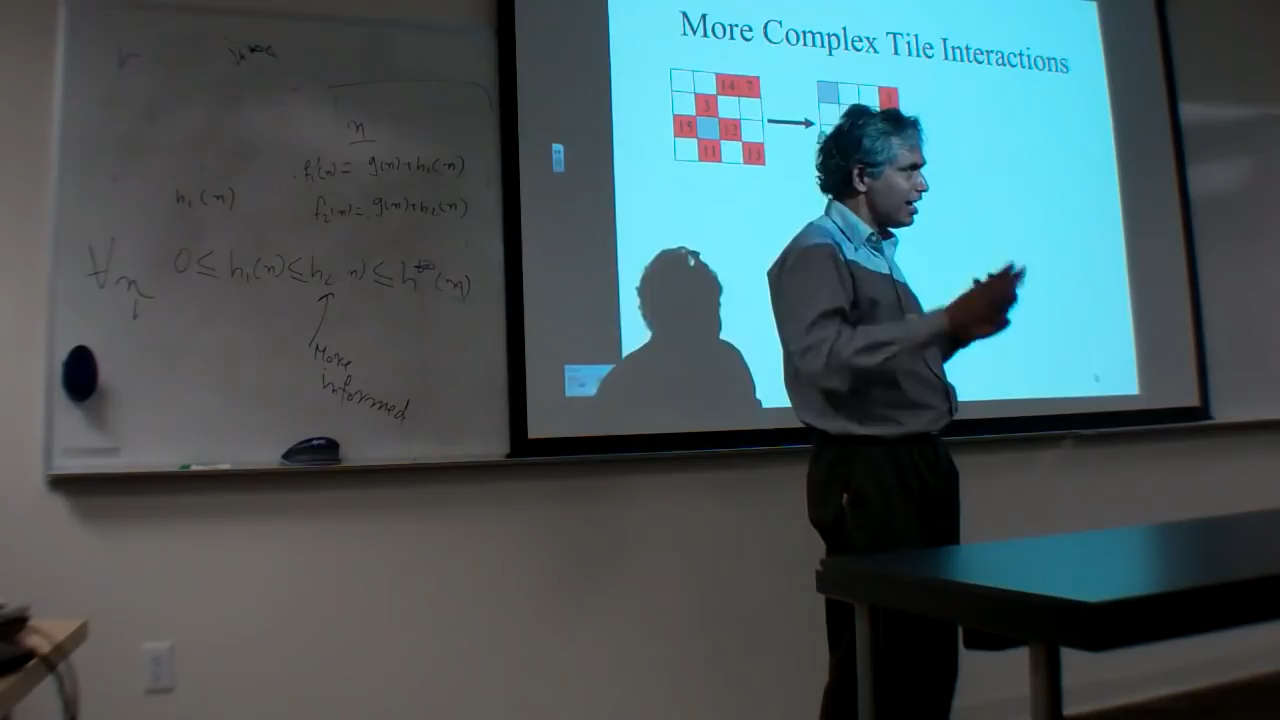 n
f₁(n) = g(n)+h₁(n)
h₁(n)
f₂(n) = g(n)+h₂(n)
∀n 0 ≤ h₁(n) ≤ h₂ n) ≤ h*(n)
More
informed
More Complex Tile Interactions
14 7
3
15 12
11 13